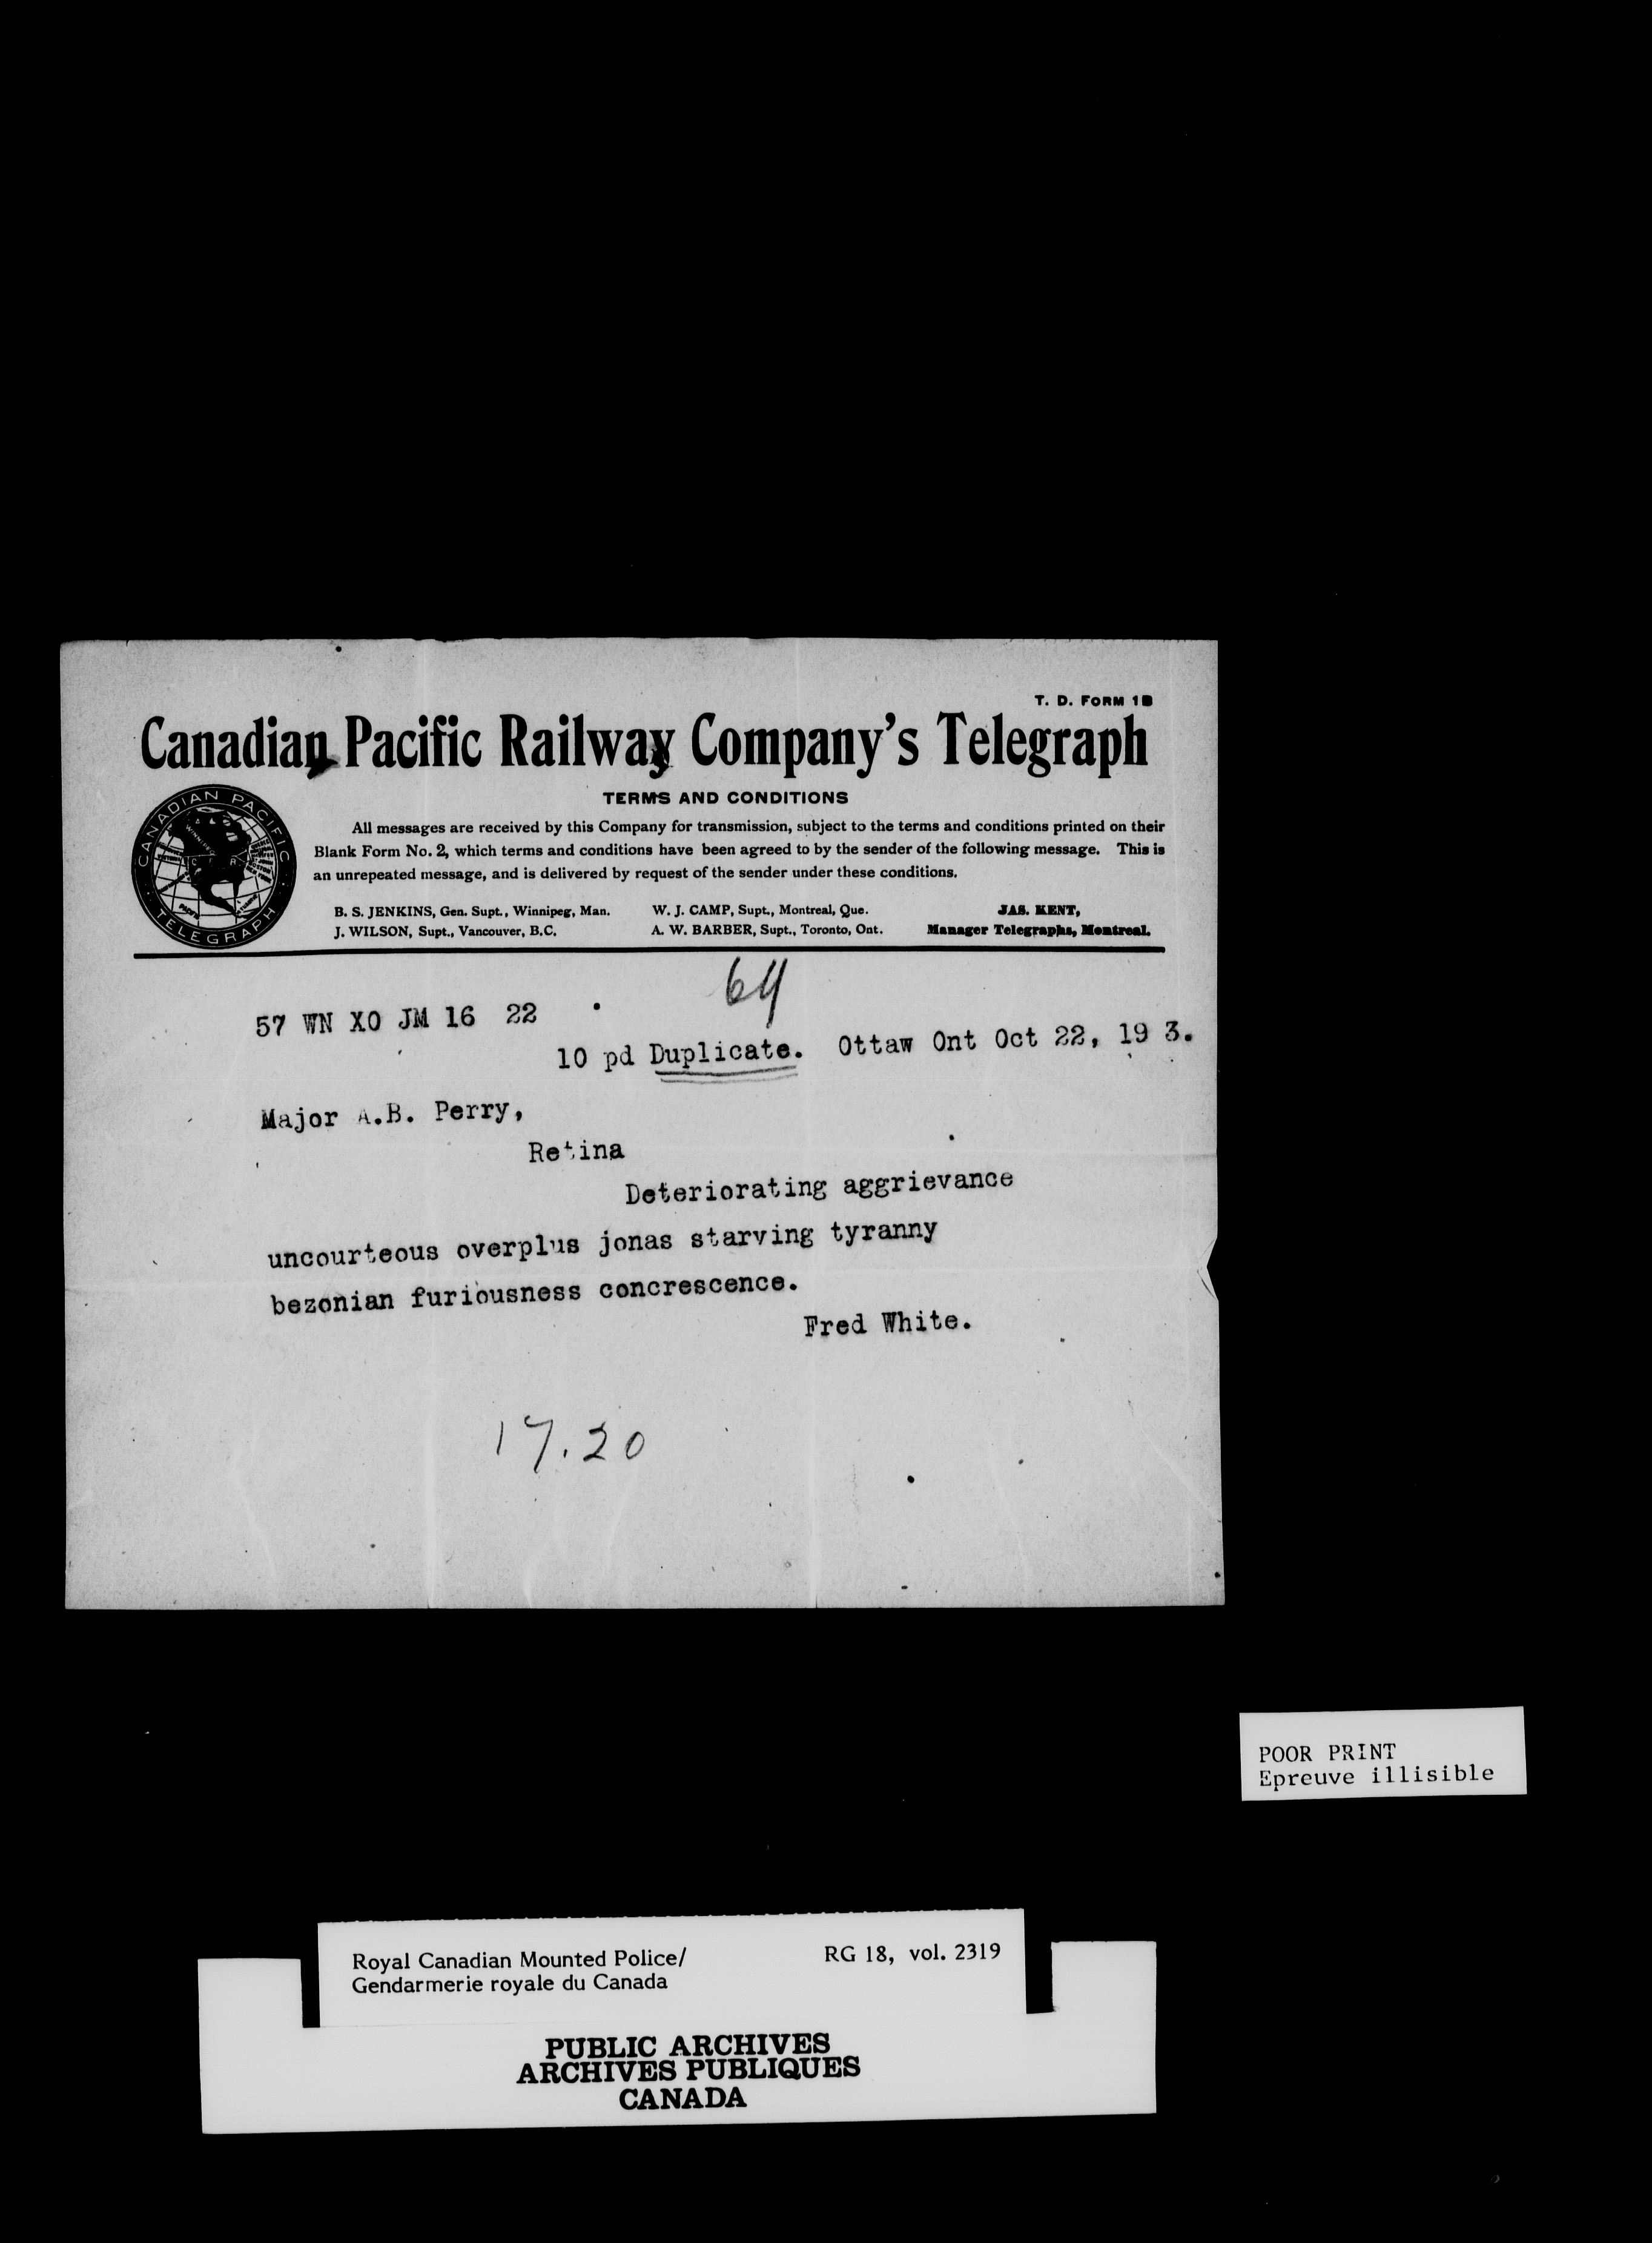 T. D. FORM 1B
Canadian Pacific Railway Company's Telegraph
TERMS AND CONDITIONS
All messages are received by this Company for transmission, subject to the terms and conditions printed on their
Blank Form No. 2, which terms and conditions have been agreed to by the sender of the following message. This is
an unrepeated message, and is delivered by request of the sender under these conditions.
CANADIAN PACIFIC
TELEGRAPH
B. S. JENKINS, Gen. Supt., Winnipeg, Man. W. J. CAMP, Supt., Montreal, Que. JAS. KENT,
J. WILSON, Supt., Vancouver, B.C. A. W. BARBER, Supt., Toronto, Ont. Manager Telegraphs, Montreal.
64
57 WN XO JM 16 22
10 pd Duplicate. Ottaw Ont Oct 22, 19 3.
Major A.B. Perry,
Retina
Deteriorating aggrievance
uncourteous overplus jonas starving tyranny
bezonian furiousness concrescence.
Fred White.
17.20
POOR PRINT
Epreuve illisible
Royal Canadian Mounted Police/ RG 18, vol. 2319
Gendarmerie royale du Canada
PUBLIC ARCHIVES
ARCHIVES PUBLIQUES
CANADA